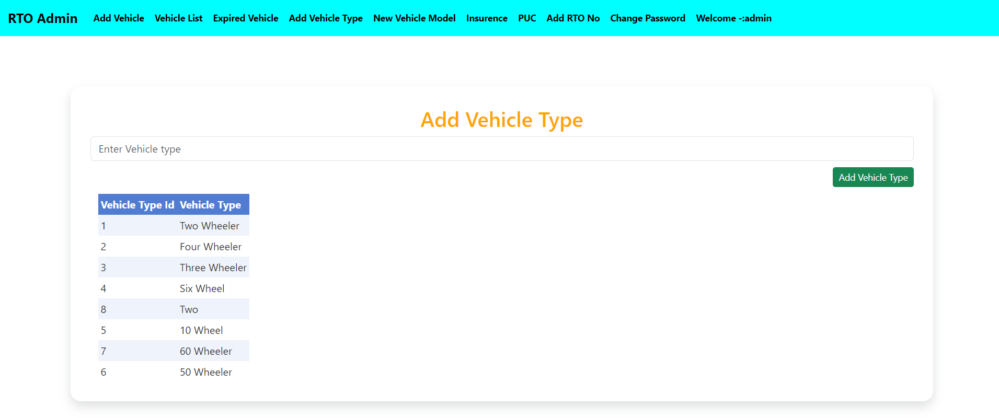 RTO Admin Add Vehicle Vehicle List Expired Vehicle Add Vehicle Type New Vehicle Model Insurence PUC Add RTO No Change Password Welcome -:admin
Add Vehicle Type
Enter Vehicle type
Add Vehicle Type
Vehicle Type Id Vehicle Type
1 Two Wheeler
2 Four Wheeler
3 Three Wheeler
4 Six Wheel
8 Two
5 10 Wheel
7 60 Wheeler
6 50 Wheeler